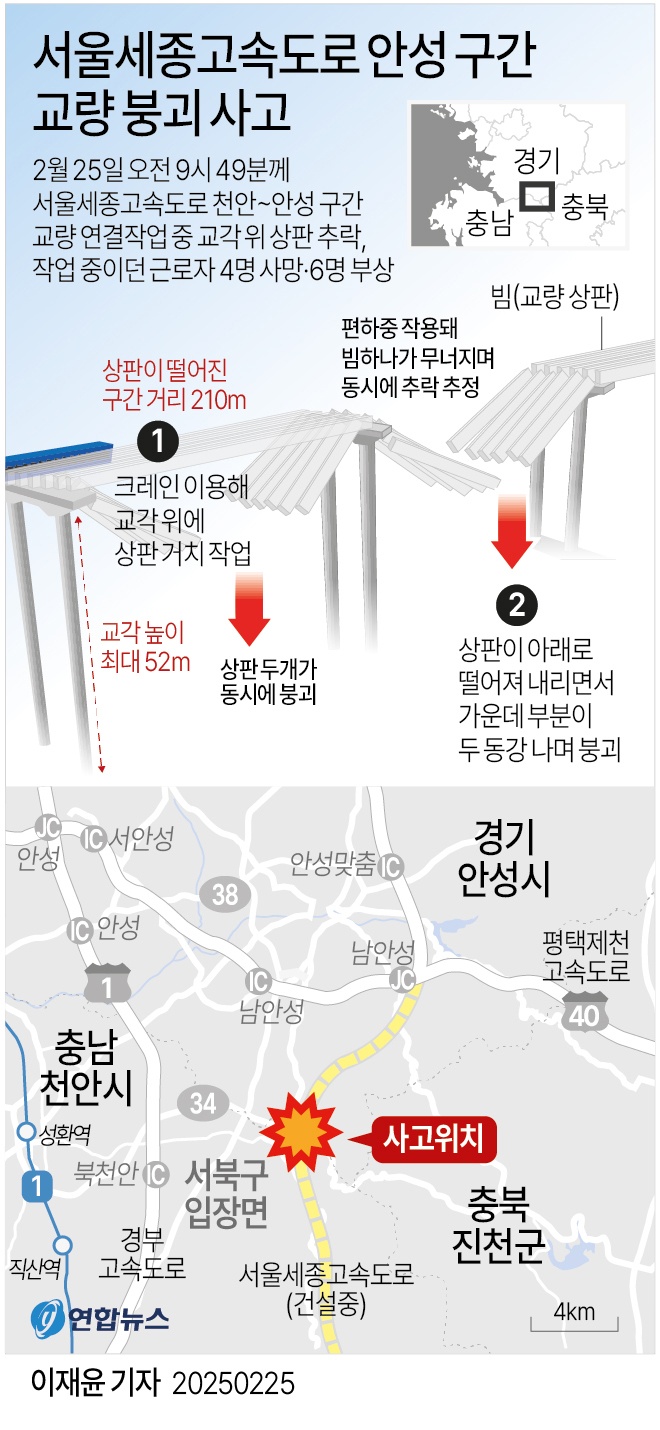 서울세종고속도로 안성 구간
교량 붕괴 사고
2월 25일 오전 9시 49분께
서울세종고속도로 천안~안성 구간
교량 연결작업 중 교각 위 상판 추락,
작업 중이던 근로자 4명 사망·6명 부상
경기
충남
충북
빔(교량 상판)
편하중 작용돼
빔하나가 무너지며
동시에 추락 추정
상판이 떨어진
구간 거리 210m
1
크레인 이용해
교각 위에
상판 거치 작업
교각 높이
최대 52m
상판 두개가
동시에 붕괴
2
상판이 아래로
떨어져 내리면서
가운데 부분이
두 동강 나며 붕괴
JC
안성
IC 서안성
안성맞춤 IC
경기
안성시
38
IC 안성
남안성
JC
평택제천
고속도로
1
IC
남안성
40
충남
천안시
34
성환역
사고위치
북천안 IC
서북구
입장면
1
충북
진천군
경부
고속도로
직산역
서울세종고속도로
(건설중)
4km
y 연합뉴스
이재윤 기자 20250225